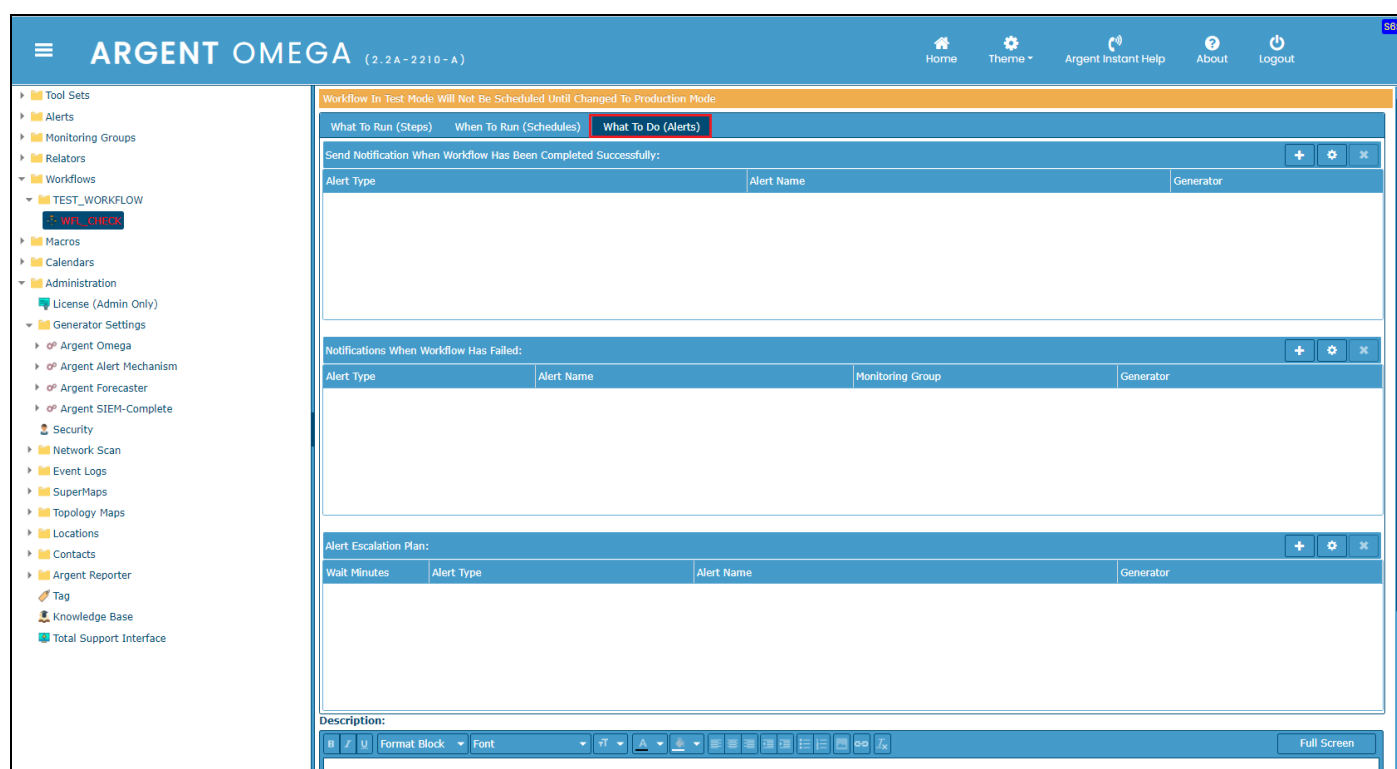 S6
ARGENT OMEGA (2.2A-2210-A)
Home Theme Argent Instant Help About Logout
Tool Sets
Alerts
Monitoring Groups
Relators
Workflows
TEST_WORKFLOW
WFL_CHECK
Macros
Calendars
Administration
License (Admin Only)
Generator Settings
Argent Omega
Argent Alert Mechanism
Argent Forecaster
Argent SIEM-Complete
Security
Network Scan
Event Logs
SuperMaps
Topology Maps
Locations
Contacts
Argent Reporter
Tag
Knowledge Base
Total Support Interface
Workflow In Test Mode Will Not Be Scheduled Until Changed To Production Mode
What To Run (Steps) When To Run (Schedules) What To Do (Alerts)
Send Notification When Workflow Has Been Completed Successfully:
Alert Type Alert Name Generator
Notifications When Workflow Has Failed:
Alert Type Alert Name Monitoring Group Generator
Alert Escalation Plan:
Wait Minutes Alert Type Alert Name Generator
Description:
B I U Format Block Font Full Screen